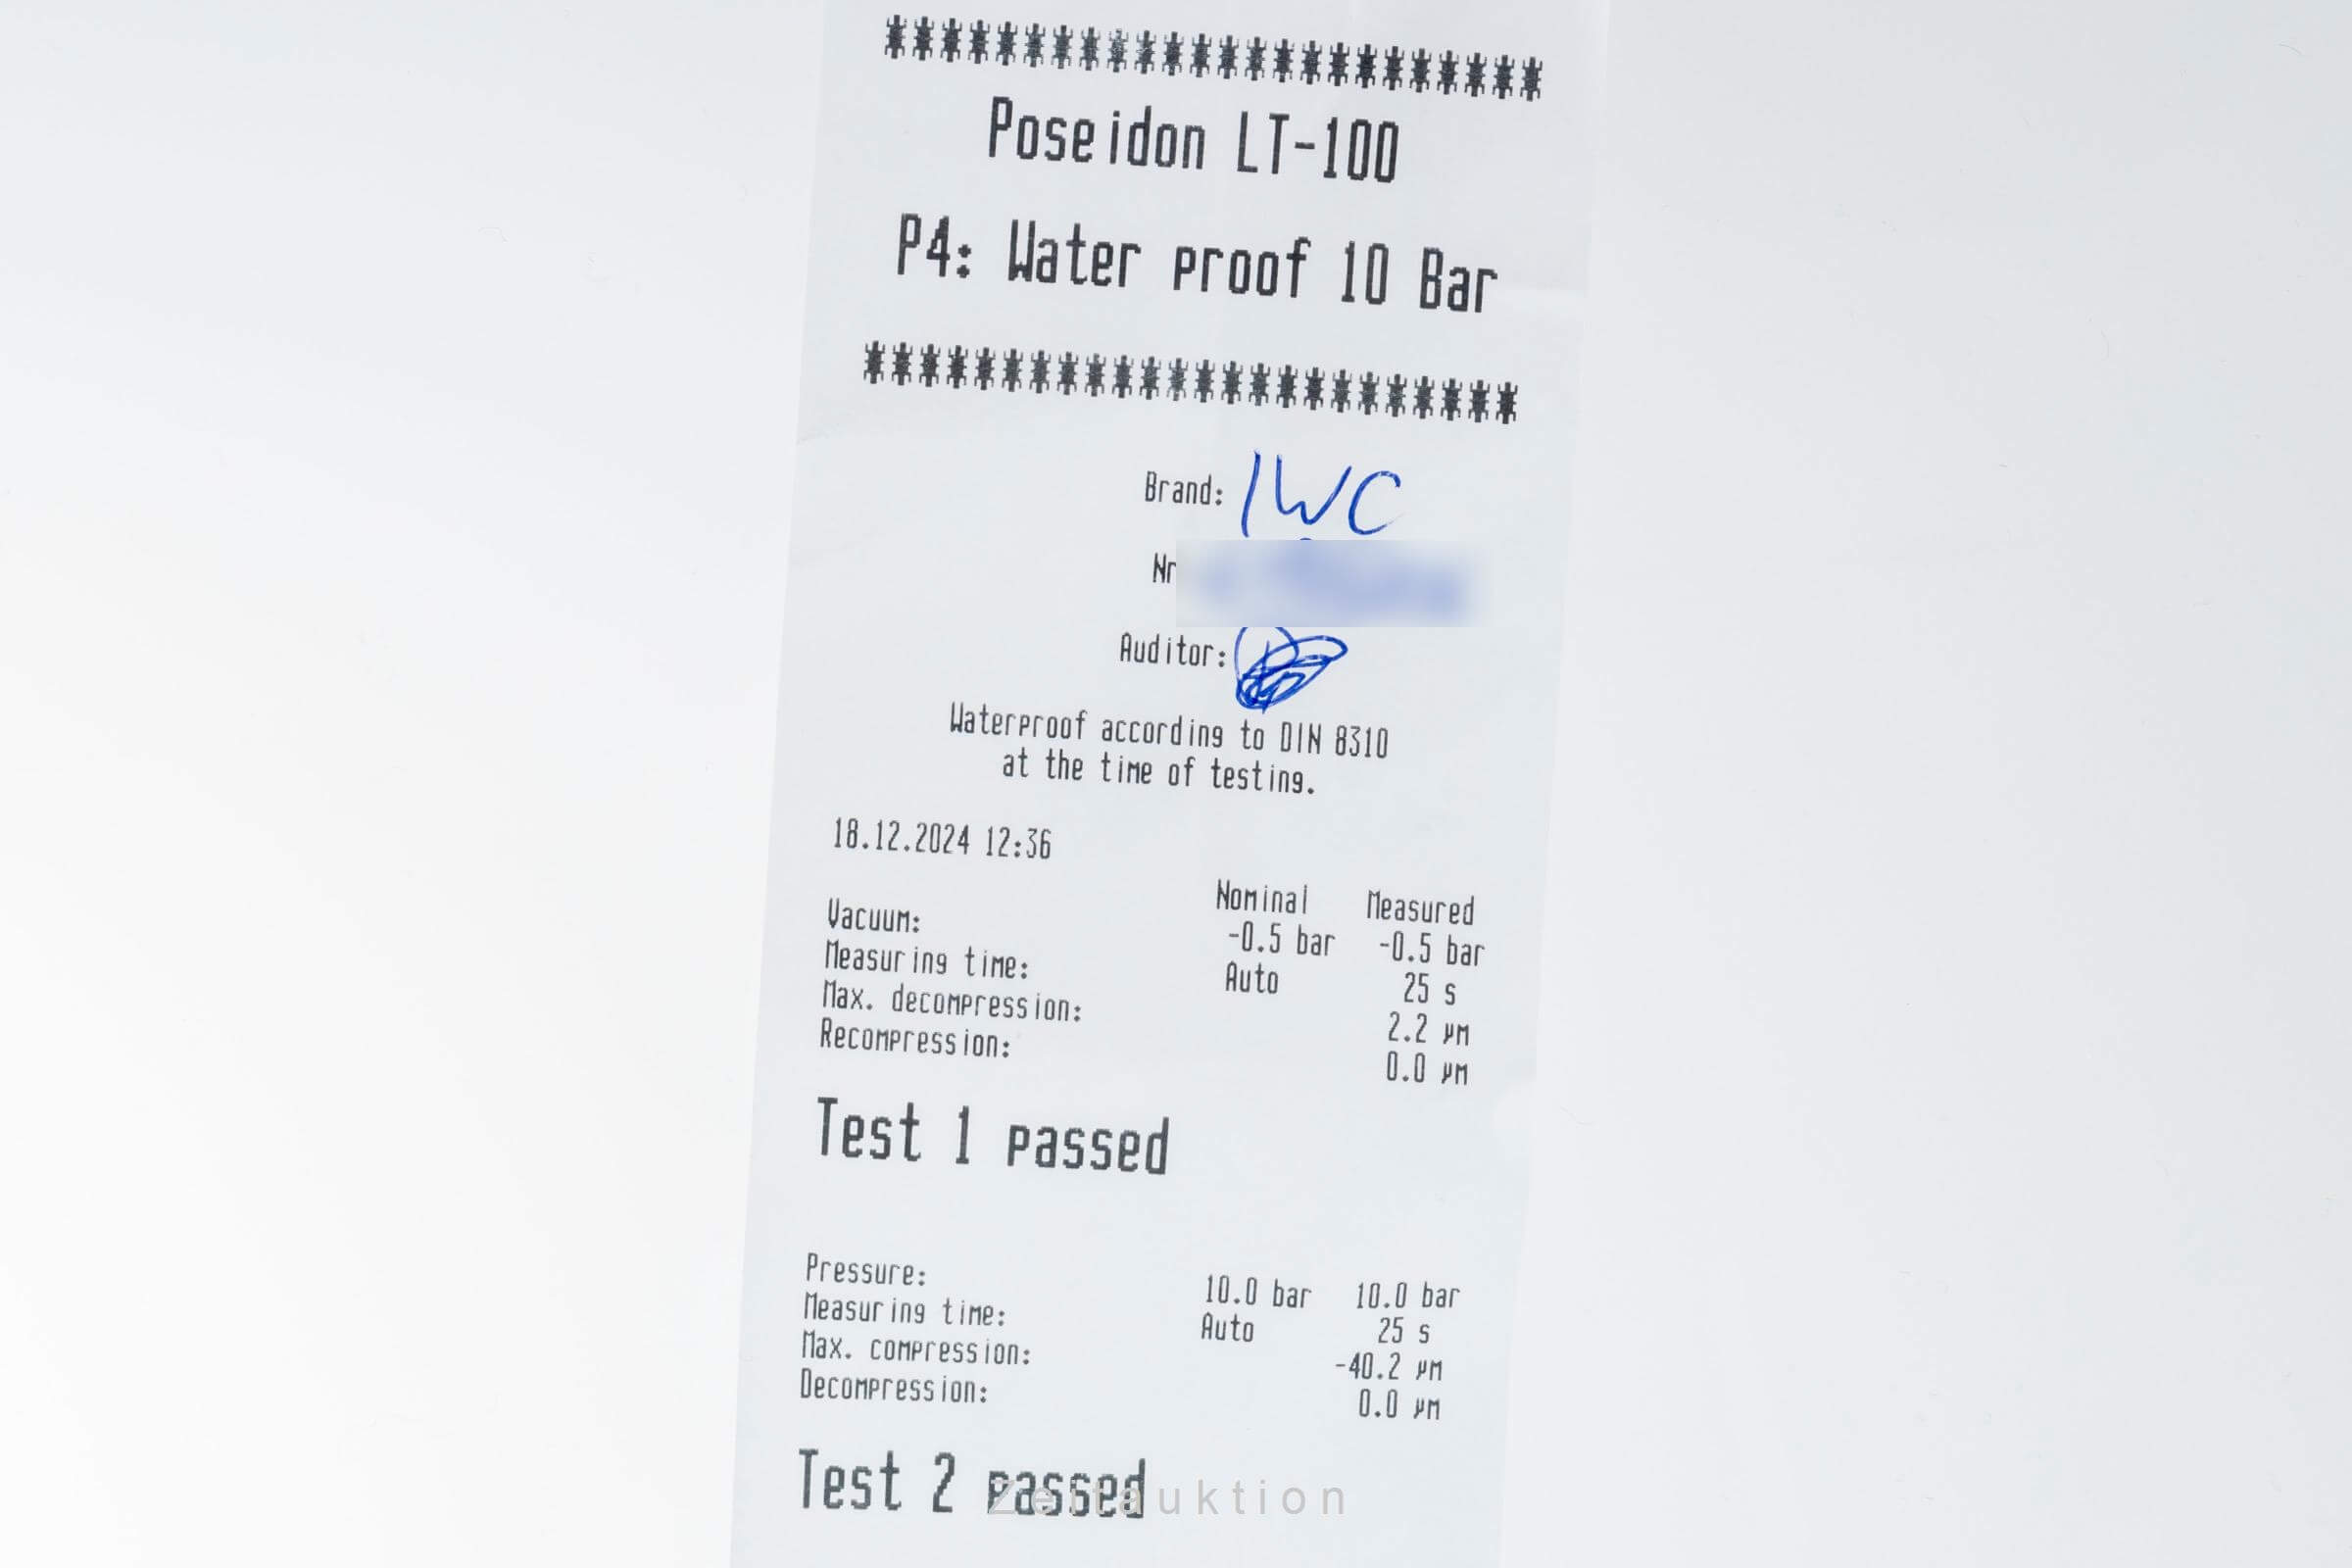 ************************
Poseidon LT-100
P4: Water proof 10 Bar
************************
Brand: IWC
Nr
Auditor:
Waterproof according to DIN 8310
at the time of testing.
18.12.2024 12:36
Nominal Measured
Vacuum: -0.5 bar -0.5 bar
Measuring time: Auto 25 s
Max. decompression: 2.2 µm
Recompression: 0.0 µm
Test 1 passed
Pressure: 10.0 bar 10.0 bar
Measuring time: Auto 25 s
Max. compression: -40.2 µm
Decompression: 0.0 µm
Test 2 passed
Zeitauktion